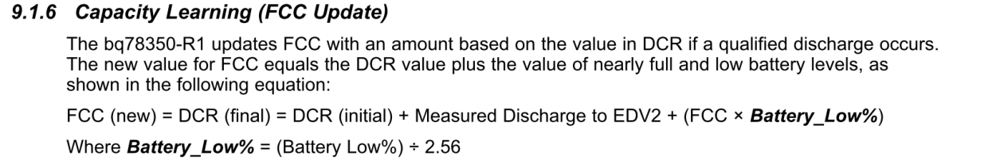 9.1.6 Capacity Learning (FCC Update)
The bq78350-R1 updates FCC with an amount based on the value in DCR if a qualified discharge occurs.
The new value for FCC equals the DCR value plus the value of nearly full and low battery levels, as
shown in the following equation:
FCC (new) = DCR (final) = DCR (initial) + Measured Discharge to EDV2 + (FCC × Battery_Low%)
Where Battery_Low% = (Battery Low%) ÷ 2.56